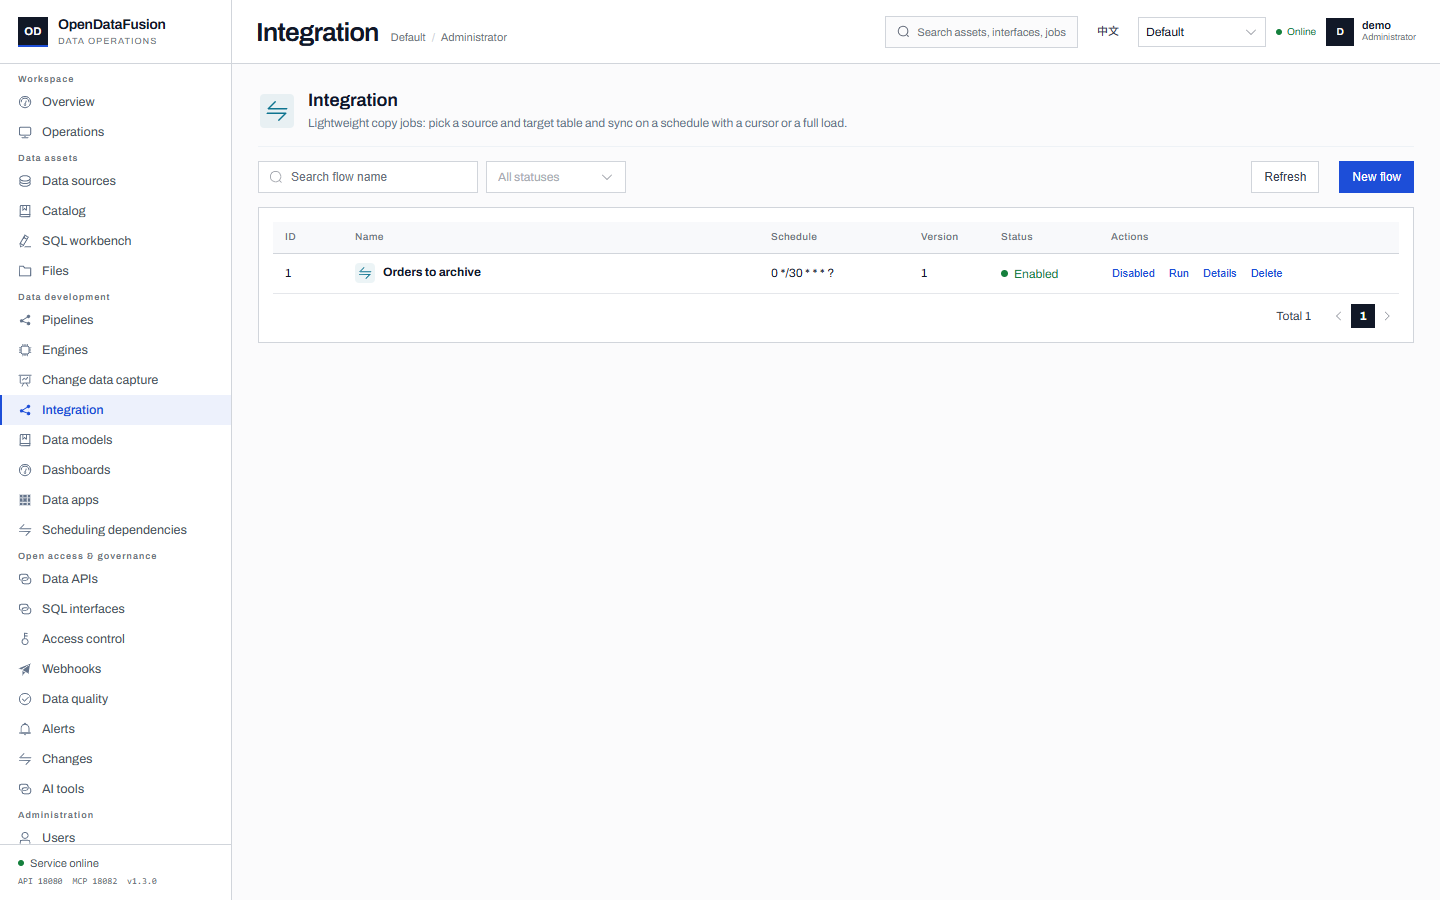 OD
OpenDataFusion
DATA OPERATIONS
Integration
Default / Administrator
Search assets, interfaces, jobs
中文
Default
Online
D
demo
Administrator
Workspace
Overview
Operations
Data assets
Data sources
Catalog
SQL workbench
Files
Data development
Pipelines
Engines
Change data capture
Integration
Data models
Dashboards
Data apps
Scheduling dependencies
Open access & governance
Data APIs
SQL interfaces
Access control
Webhooks
Data quality
Alerts
Changes
AI tools
Administration
Users
Service online
API 18080 MCP 18082 v1.3.0
Integration
Lightweight copy jobs: pick a source and target table and sync on a schedule with a cursor or a full load.
Search flow name
All statuses
Refresh
New flow
ID Name Schedule Version Status Actions
1 Orders to archive 0 */30 * * * ? 1 Enabled Disabled Run Details Delete
Total 1 1